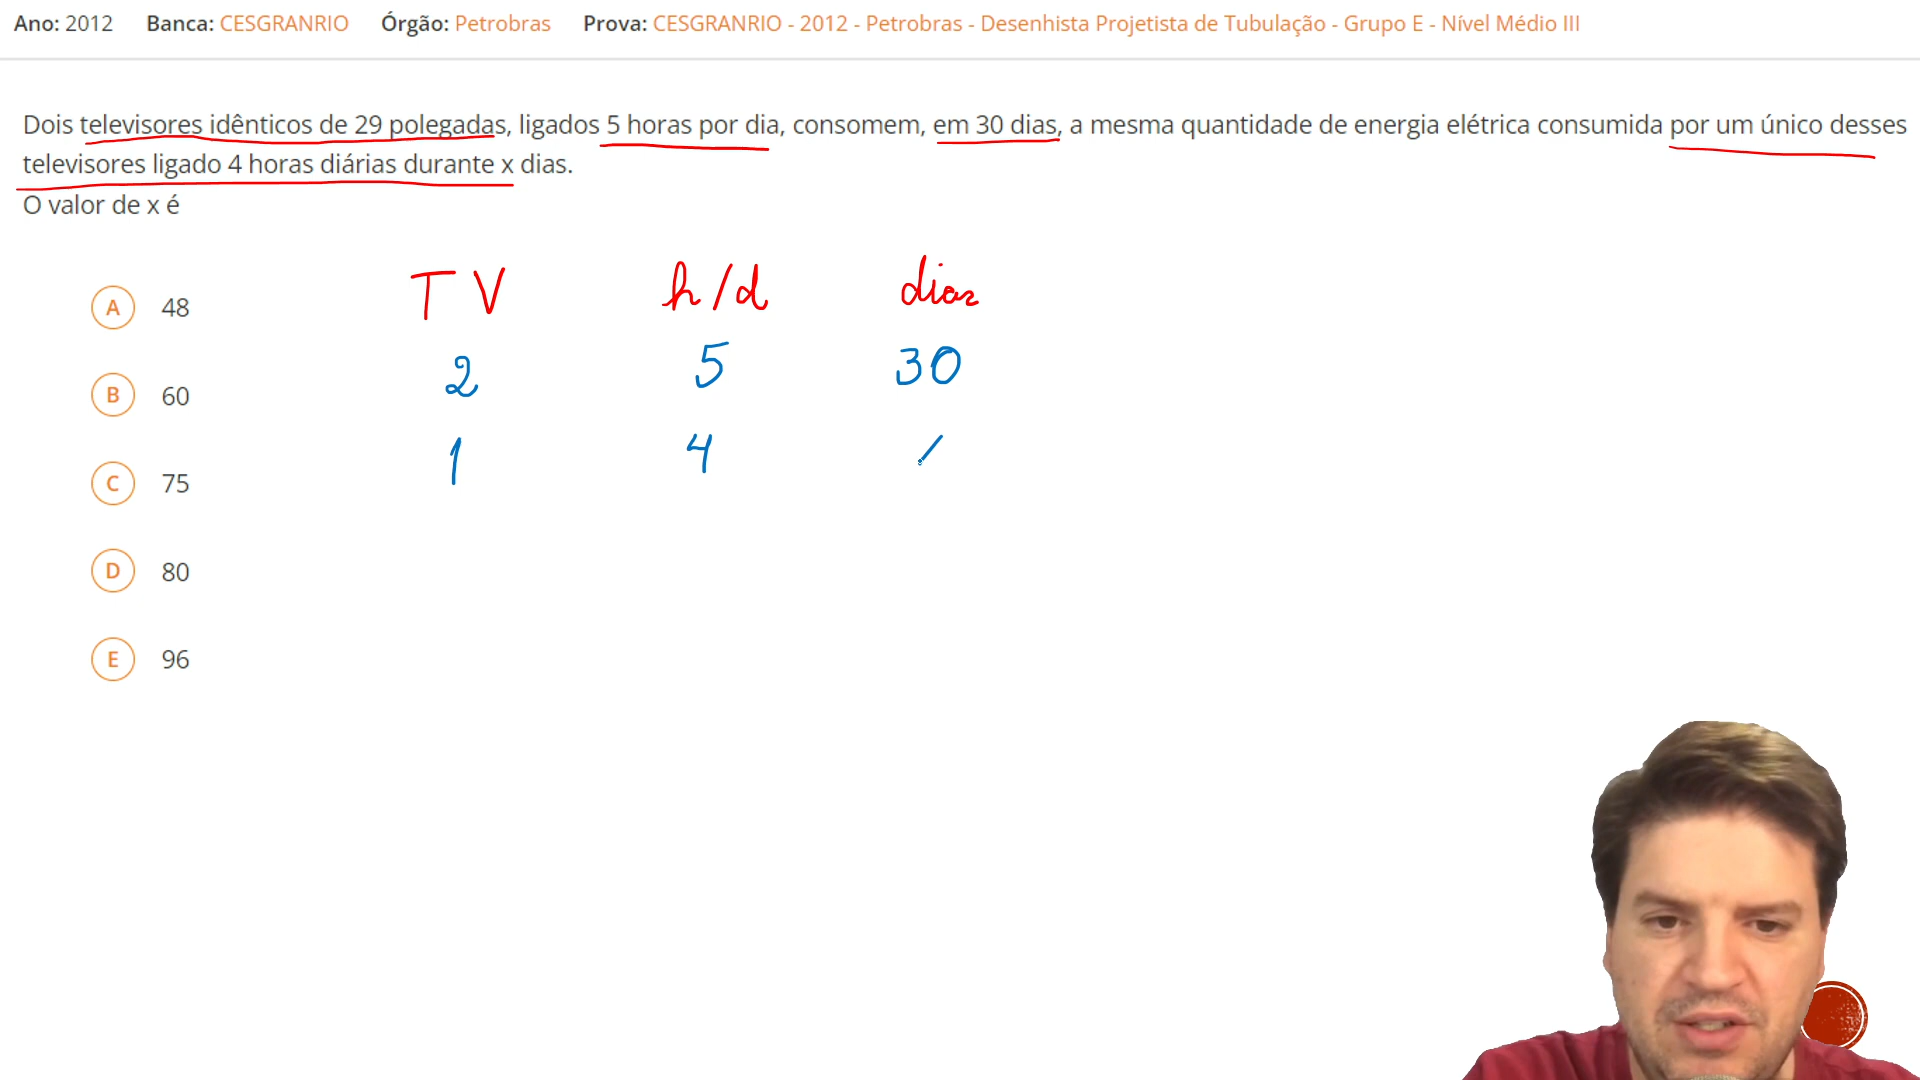 Ano: 2012 Banca: CESGRANRIO Órgão: Petrobras Prova: CESGRANRIO - 2012 - Petrobras - Desenhista Projetista de Tubulação - Grupo E - Nível Médio III
Dois televisores idênticos de 29 polegadas, ligados 5 horas por dia, consomem, em 30 dias, a mesma quantidade de energia elétrica consumida por um único desses
televisores ligado 4 horas diárias durante x dias.
O valor de x é
A 48
B 60
C 75
D 80
E 96
TV h/d dias
2 5 30
1 4